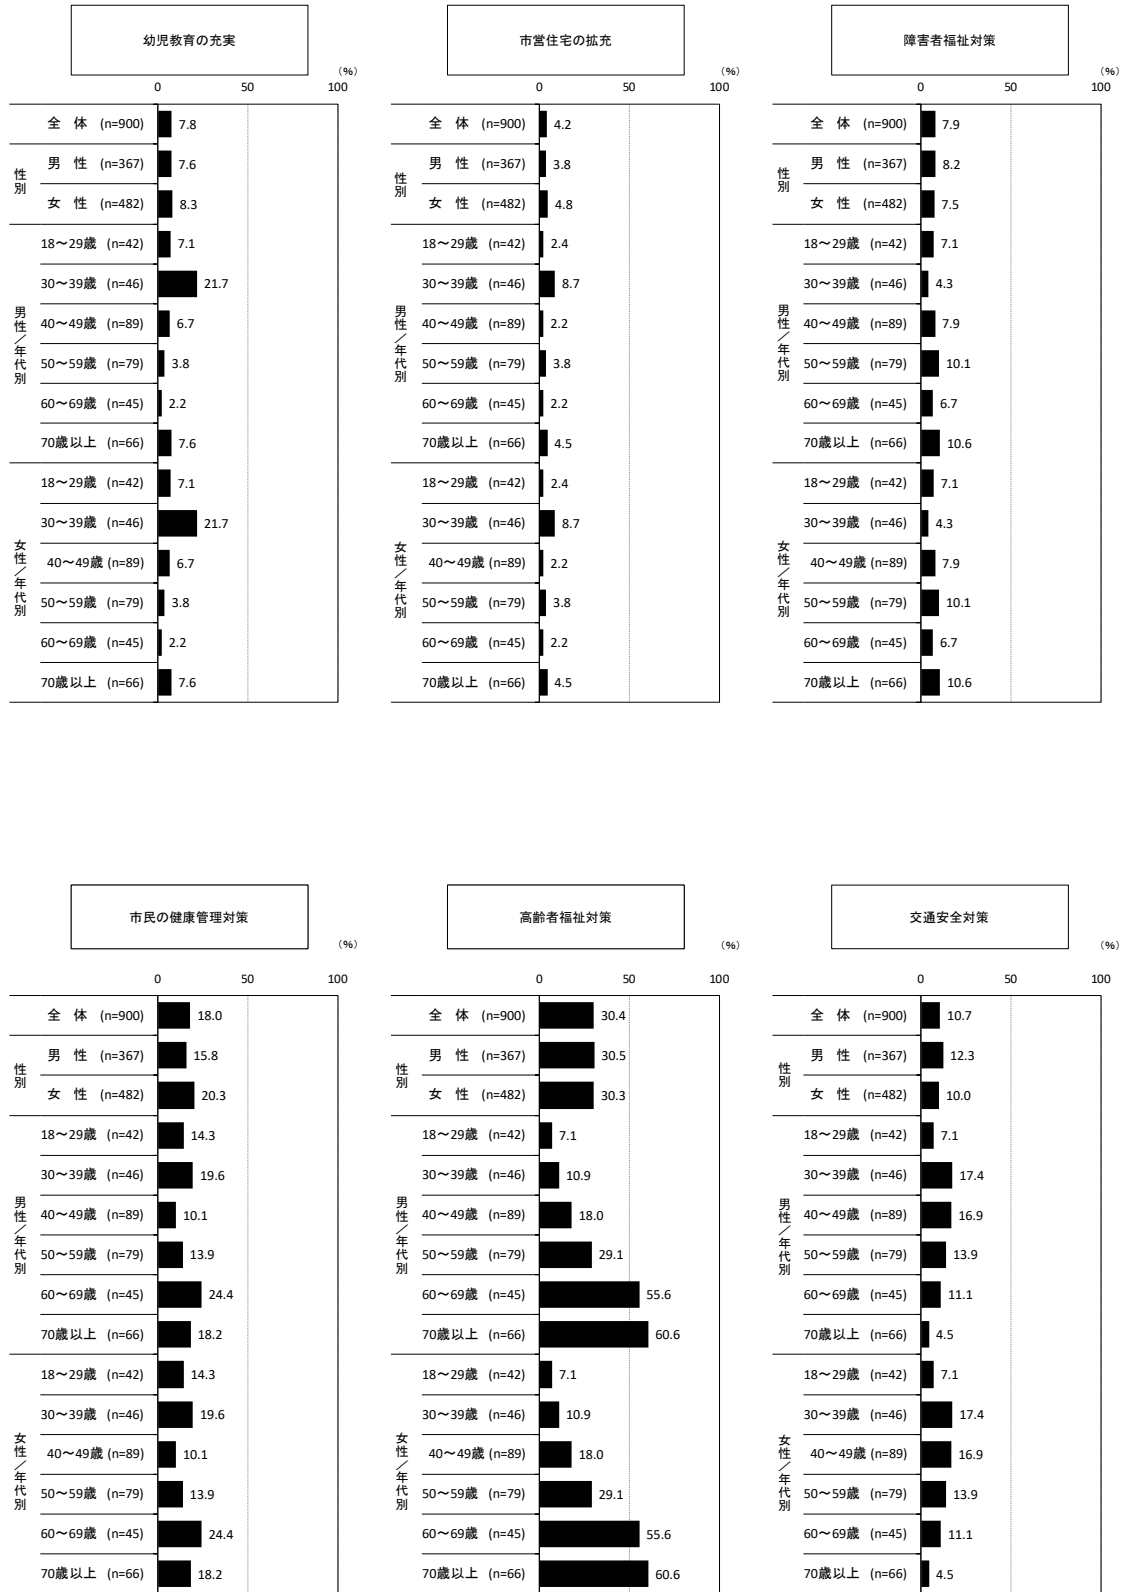 幼児教育の充実
(%)
0 50 100
全 体 (n=900) 7.8
性別
男 性 (n=367) 7.6
女 性 (n=482) 8.3
男性/年代別
18~29歳 (n=42) 7.1
30~39歳 (n=46) 21.7
40~49歳 (n=89) 6.7
50~59歳 (n=79) 3.8
60~69歳 (n=45) 2.2
70歳以上 (n=66) 7.6
女性/年代別
18~29歳 (n=42) 7.1
30~39歳 (n=46) 21.7
40~49歳 (n=89) 6.7
50~59歳 (n=79) 3.8
60~69歳 (n=45) 2.2
70歳以上 (n=66) 7.6
市営住宅の拡充
(%)
0 50 100
全 体 (n=900) 4.2
性別
男 性 (n=367) 3.8
女 性 (n=482) 4.8
男性/年代別
18~29歳 (n=42) 2.4
30~39歳 (n=46) 8.7
40~49歳 (n=89) 2.2
50~59歳 (n=79) 3.8
60~69歳 (n=45) 2.2
70歳以上 (n=66) 4.5
女性/年代別
18~29歳 (n=42) 2.4
30~39歳 (n=46) 8.7
40~49歳 (n=89) 2.2
50~59歳 (n=79) 3.8
60~69歳 (n=45) 2.2
70歳以上 (n=66) 4.5
障害者福祉対策
(%)
0 50 100
全 体 (n=900) 7.9
性別
男 性 (n=367) 8.2
女 性 (n=482) 7.5
男性/年代別
18~29歳 (n=42) 7.1
30~39歳 (n=46) 4.3
40~49歳 (n=89) 7.9
50~59歳 (n=79) 10.1
60~69歳 (n=45) 6.7
70歳以上 (n=66) 10.6
女性/年代別
18~29歳 (n=42) 7.1
30~39歳 (n=46) 4.3
40~49歳 (n=89) 7.9
50~59歳 (n=79) 10.1
60~69歳 (n=45) 6.7
70歳以上 (n=66) 10.6
市民の健康管理対策
(%)
0 50 100
全 体 (n=900) 18.0
性別
男 性 (n=367) 15.8
女 性 (n=482) 20.3
男性/年代別
18~29歳 (n=42) 14.3
30~39歳 (n=46) 19.6
40~49歳 (n=89) 10.1
50~59歳 (n=79) 13.9
60~69歳 (n=45) 24.4
70歳以上 (n=66) 18.2
女性/年代別
18~29歳 (n=42) 14.3
30~39歳 (n=46) 19.6
40~49歳 (n=89) 10.1
50~59歳 (n=79) 13.9
60~69歳 (n=45) 24.4
70歳以上 (n=66) 18.2
高齢者福祉対策
(%)
0 50 100
全 体 (n=900) 30.4
性別
男 性 (n=367) 30.5
女 性 (n=482) 30.3
男性/年代別
18~29歳 (n=42) 7.1
30~39歳 (n=46) 10.9
40~49歳 (n=89) 18.0
50~59歳 (n=79) 29.1
60~69歳 (n=45) 55.6
70歳以上 (n=66) 60.6
女性/年代別
18~29歳 (n=42) 7.1
30~39歳 (n=46) 10.9
40~49歳 (n=89) 18.0
50~59歳 (n=79) 29.1
60~69歳 (n=45) 55.6
70歳以上 (n=66) 60.6
交通安全対策
(%)
0 50 100
全 体 (n=900) 10.7
性別
男 性 (n=367) 12.3
女 性 (n=482) 10.0
男性/年代別
18~29歳 (n=42) 7.1
30~39歳 (n=46) 17.4
40~49歳 (n=89) 16.9
50~59歳 (n=79) 13.9
60~69歳 (n=45) 11.1
70歳以上 (n=66) 4.5
女性/年代別
18~29歳 (n=42) 7.1
30~39歳 (n=46) 17.4
40~49歳 (n=89) 16.9
50~59歳 (n=79) 13.9
60~69歳 (n=45) 11.1
70歳以上 (n=66) 4.5